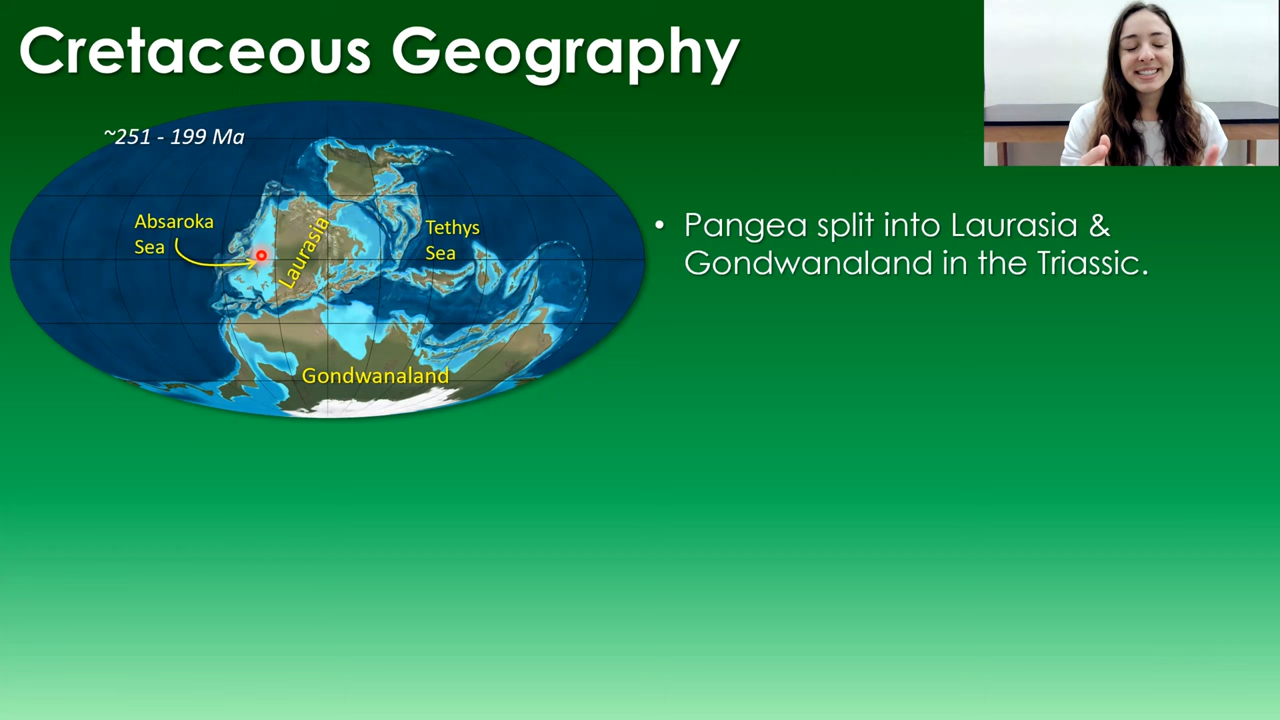 Cretaceous Geography
~251 - 199 Ma
Absaroka
Sea
Laurasia
Tethys
Sea
Gondwanaland
• Pangea split into Laurasia &
Gondwanaland in the Triassic.